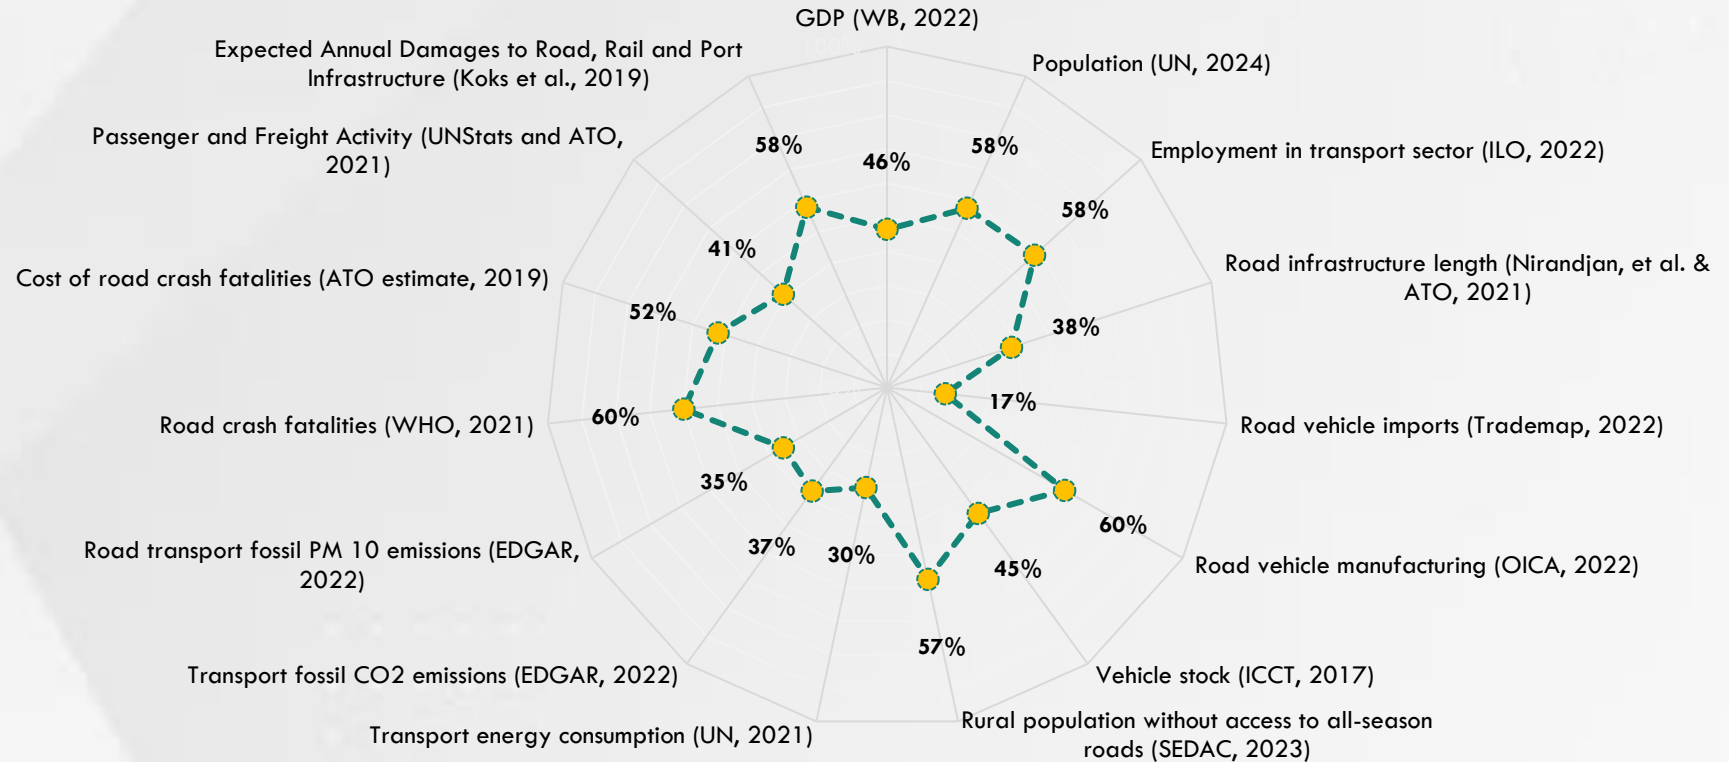 GDP (WB, 2022)
Population (UN, 2024)
Employment in transport sector (ILO, 2022)
Road infrastructure length (Nirandjan, et al. &
ATO, 2021)
Road vehicle imports (Trademap, 2022)
Road vehicle manufacturing (OICA, 2022)
Vehicle stock (ICCT, 2017)
Rural population without access to all-season
roads (SEDAC, 2023)
Transport energy consumption (UN, 2021)
Transport fossil CO2 emissions (EDGAR, 2022)
Road transport fossil PM 10 emissions (EDGAR,
2022)
Road crash fatalities (WHO, 2021)
Cost of road crash fatalities (ATO estimate, 2019)
Passenger and Freight Activity (UNStats and ATO,
2021)
Expected Annual Damages to Road, Rail and Port
Infrastructure (Koks et al., 2019)
100%
0%
46%
58%
58%
38%
17%
60%
45%
57%
30%
37%
35%
60%
52%
41%
58%